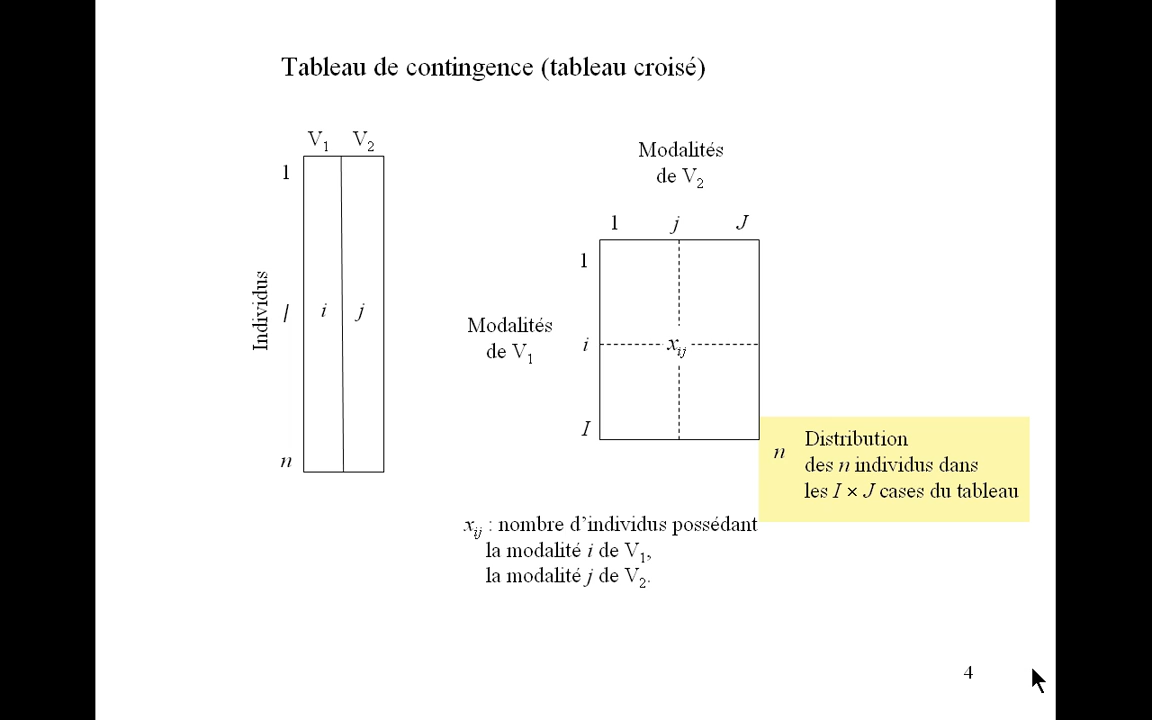 Tableau de contingence (tableau croisé)
V₁ V₂
1
Individus
l i j
n
Modalités
de V₂
1 j J
1
Modalités
de V₁
i xᵢⱼ
I
n Distribution
des n individus dans
les I × J cases du tableau
xᵢⱼ : nombre d’individus possédant
la modalité i de V₁,
la modalité j de V₂.
4